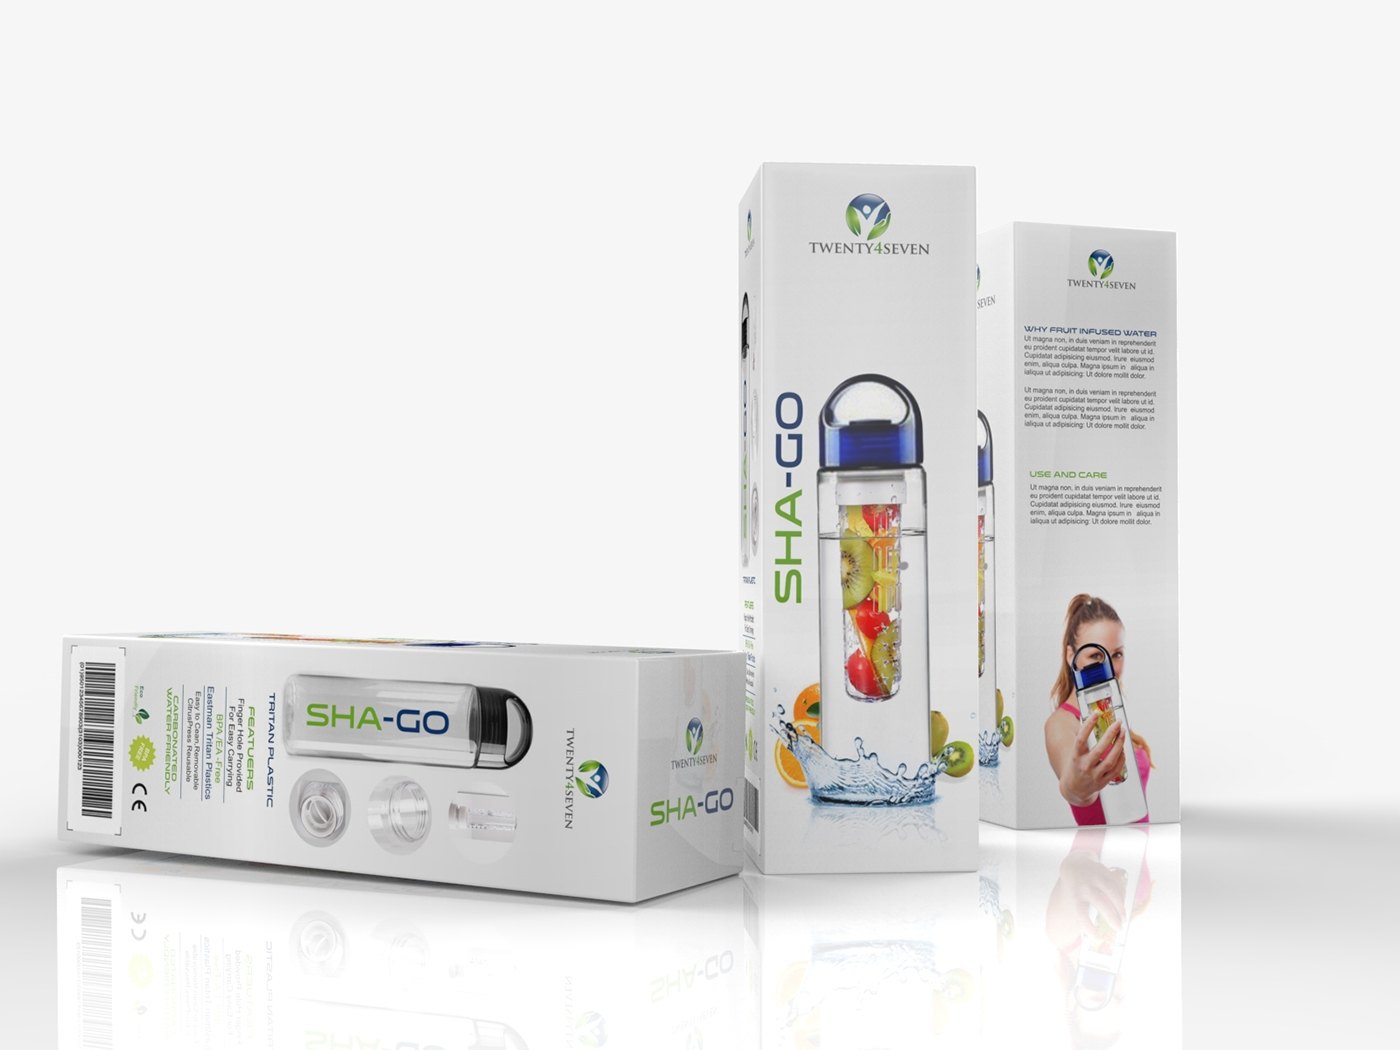 TWENTY4SEVEN
SHA-GO
TWENTY4SEVEN
WHY FRUIT INFUSED WATER
Ut magna non, in duis veniam in reprehenderit
eu proident cupidatat tempor velit labore ut id.
Cupidatat adipisicing eiusmod. Irure eiusmod
enim, aliqua culpa. Magna ipsum in aliqua in
ialiqua ut adipisicing: Ut dolore mollit dolor.
Ut magna non, in duis veniam in reprehenderit
eu proident cupidatat tempor velit labore ut id.
Cupidatat adipisicing eiusmod. Irure eiusmod
enim, aliqua culpa. Magna ipsum in aliqua in
ialiqua ut adipisicing: Ut dolore mollit dolor.
USE AND CARE
Ut magna non, in duis veniam in reprehenderit
eu proident cupidatat tempor velit labore ut id.
Cupidatat adipisicing eiusmod. Irure eiusmod
enim, aliqua culpa. Magna ipsum in aliqua in
ialiqua ut adipisicing: Ut dolore mollit dolor.
SHA-GO
TWENTY4SEVEN
TWENTY4SEVEN
SHA-GO
TRITAN PLASTIC
FEATUERS
Finger Hole Provided
For Easy Carrying
BPA /EA -Free
Eastman Tritan Plastics
Easy to Cean,Removable
CitrusPress Reusable
CARBONATED
WATER FRIENDLY
Eco
Friendly
CE